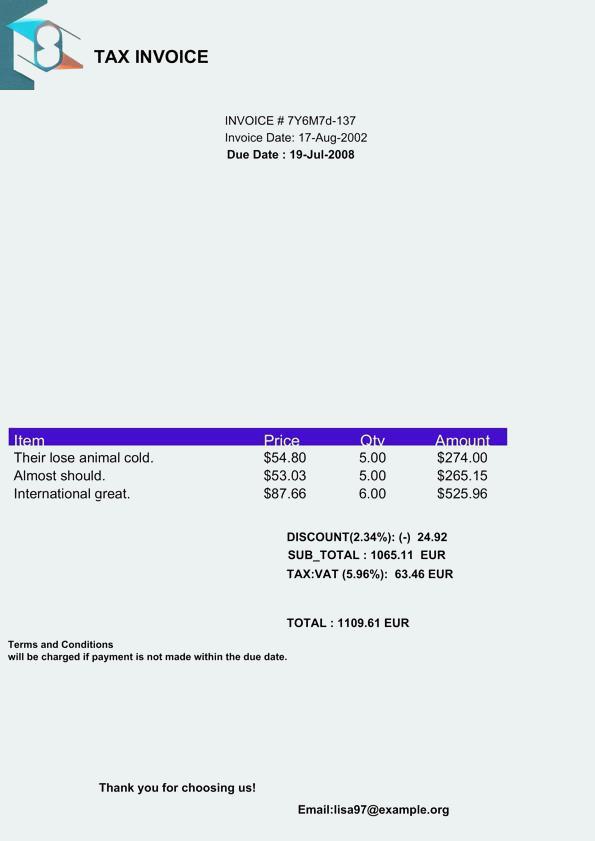 TAX INVOICE
INVOICE # 7Y6M7d-137
Invoice Date: 17-Aug-2002
Due Date : 19-Jul-2008
Item Price Qty Amount
Their lose animal cold. $54.80 5.00 $274.00
Almost should. $53.03 5.00 $265.15
International great. $87.66 6.00 $525.96
DISCOUNT(2.34%): (-) 24.92
SUB_TOTAL : 1065.11 EUR
TAX:VAT (5.96%): 63.46 EUR
TOTAL : 1109.61 EUR
Terms and Conditions
will be charged if payment is not made within the due date.
Thank you for choosing us!
Email:lisa97@example.org